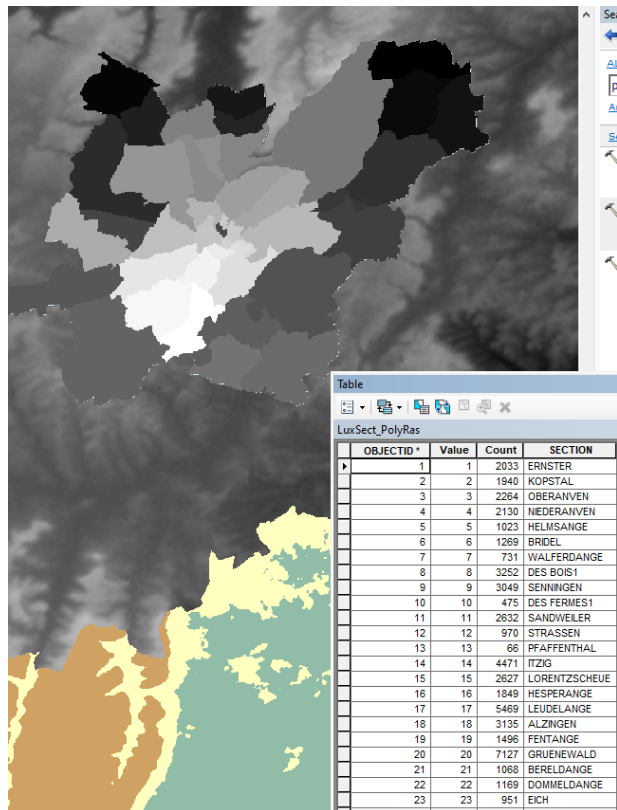 Sea
AL
p
Ar
Se
Table
LuxSect_PolyRas
OBJECTID * Value Count SECTION
1 1 2033 ERNSTER
2 2 1940 KOPSTAL
3 3 2264 OBERANVEN
4 4 2130 NIEDERANVEN
5 5 1023 HELMSANGE
6 6 1269 BRIDEL
7 7 731 WALFERDANGE
8 8 3252 DES BOIS1
9 9 3049 SENNINGEN
10 10 475 DES FERMES1
11 11 2632 SANDWEILER
12 12 970 STRASSEN
13 13 66 PFAFFENTHAL
14 14 4471 ITZIG
15 15 2627 LORENTZSCHEUE
16 16 1849 HESPERANGE
17 17 5469 LEUDELANGE
18 18 3135 ALZINGEN
19 19 1496 FENTANGE
20 20 7127 GRUENEWALD
21 21 1068 BERELDANGE
22 22 1169 DOMMELDANGE
23 23 951 EICH